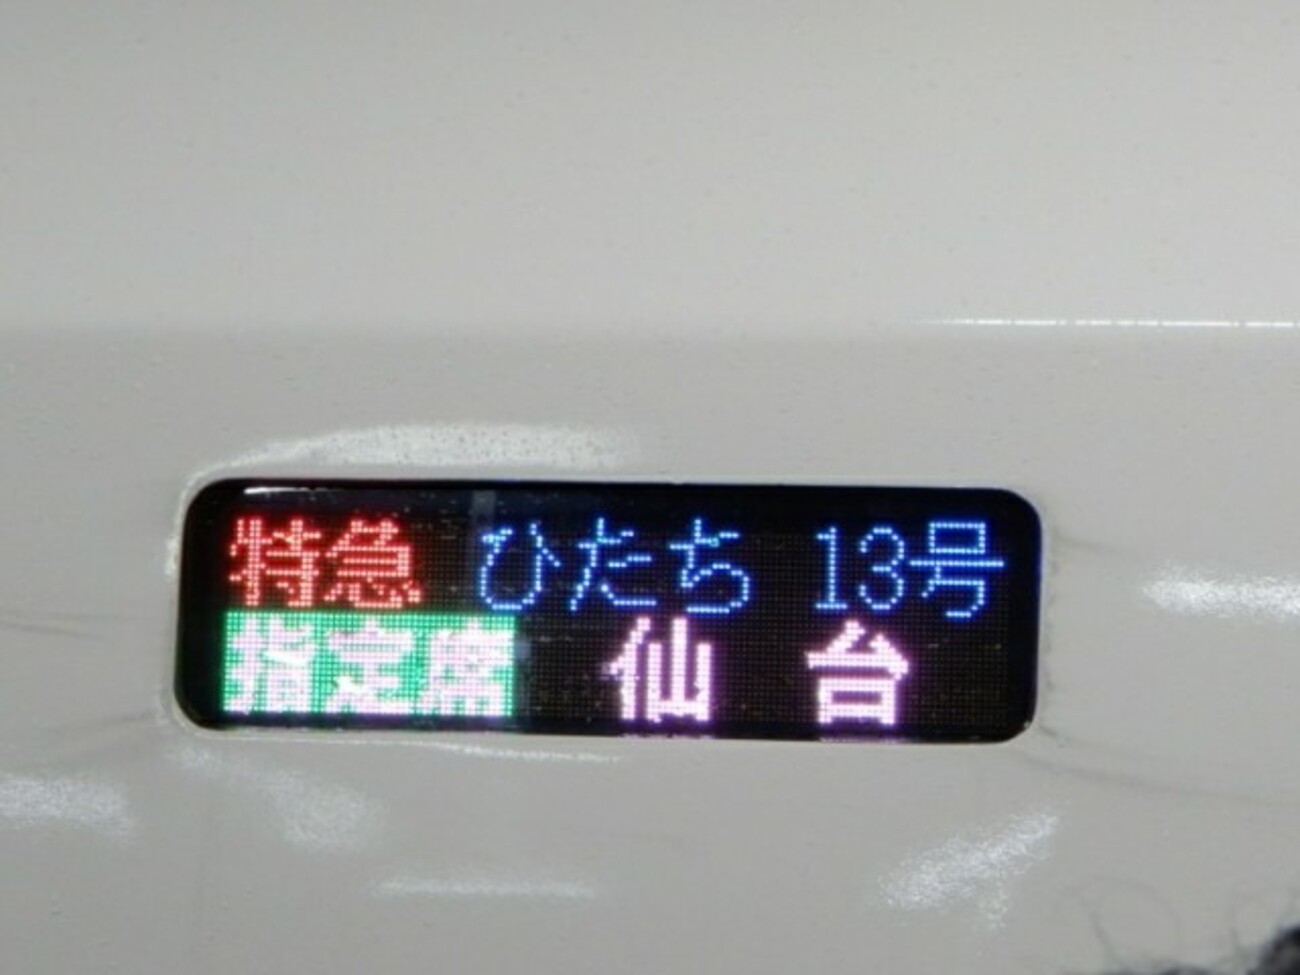 特急 ひたち 13号
指定席 仙台